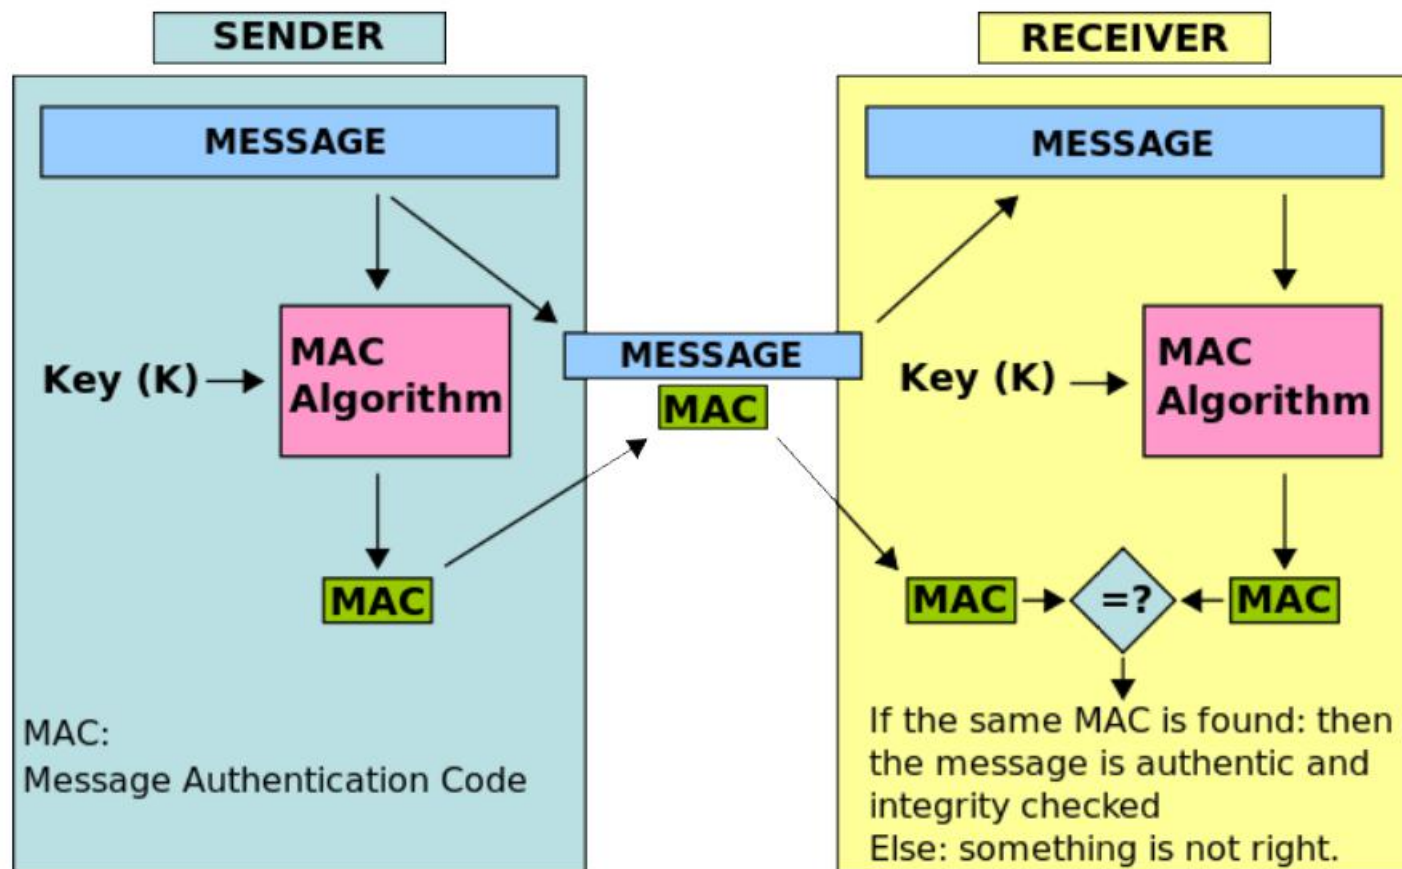 SENDER
RECEIVER
MESSAGE
MESSAGE
Key (K)
MAC
Algorithm
MESSAGE
MAC
Key (K)
MAC
Algorithm
MAC
MAC
=?
MAC
MAC:
Message Authentication Code
If the same MAC is found: then
the message is authentic and
integrity checked
Else: something is not right.